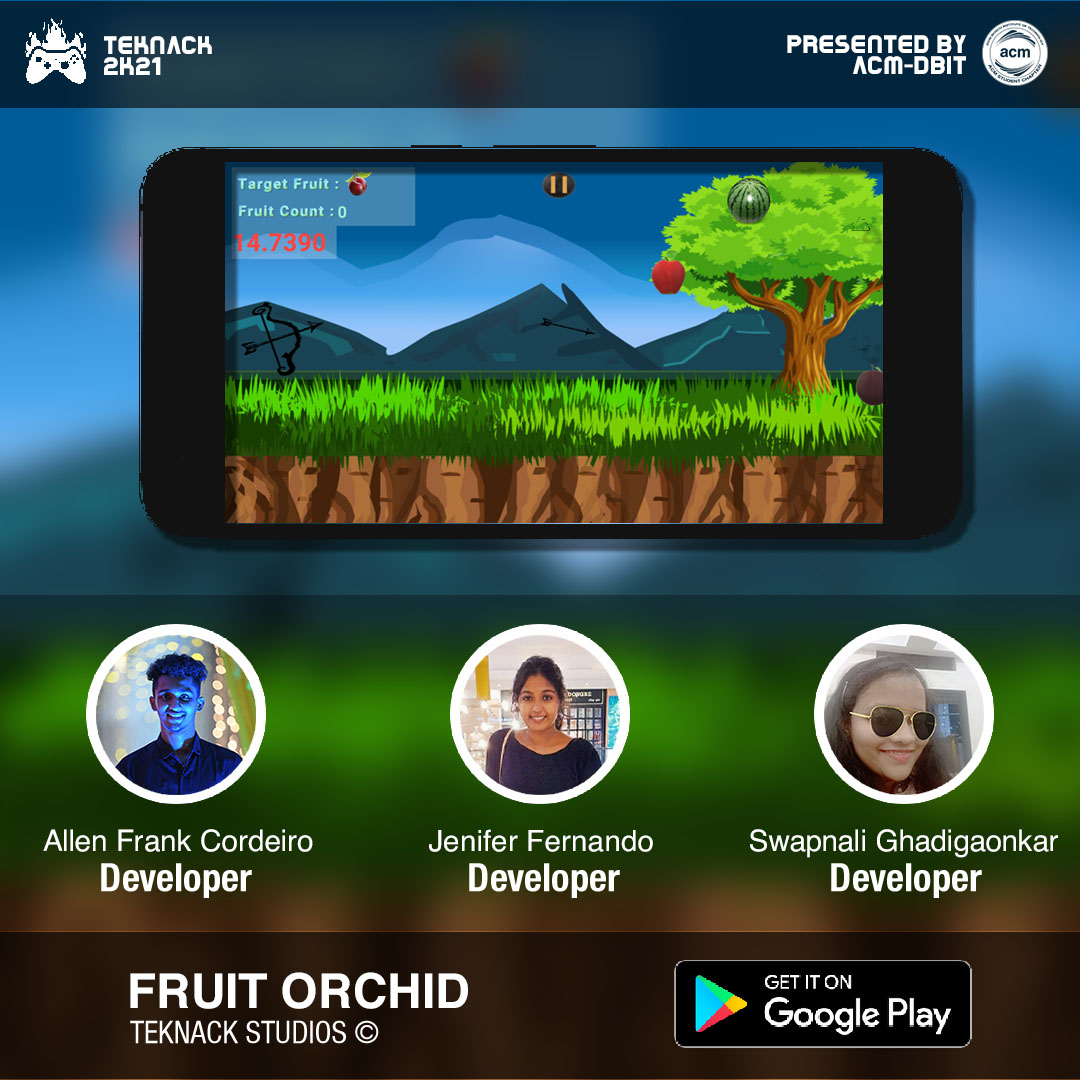 TEKNACK
2K21
PRESENTED BY
ACM-DBIT
acm
ACM STUDENT CHAPTER
Target Fruit :
Fruit Count : 0
14.7390
Allen Frank Cordeiro
Developer
Jenifer Fernando
Developer
Swapnali Ghadigaonkar
Developer
FRUIT ORCHID
TEKNACK STUDIOS ©
GET IT ON
Google Play